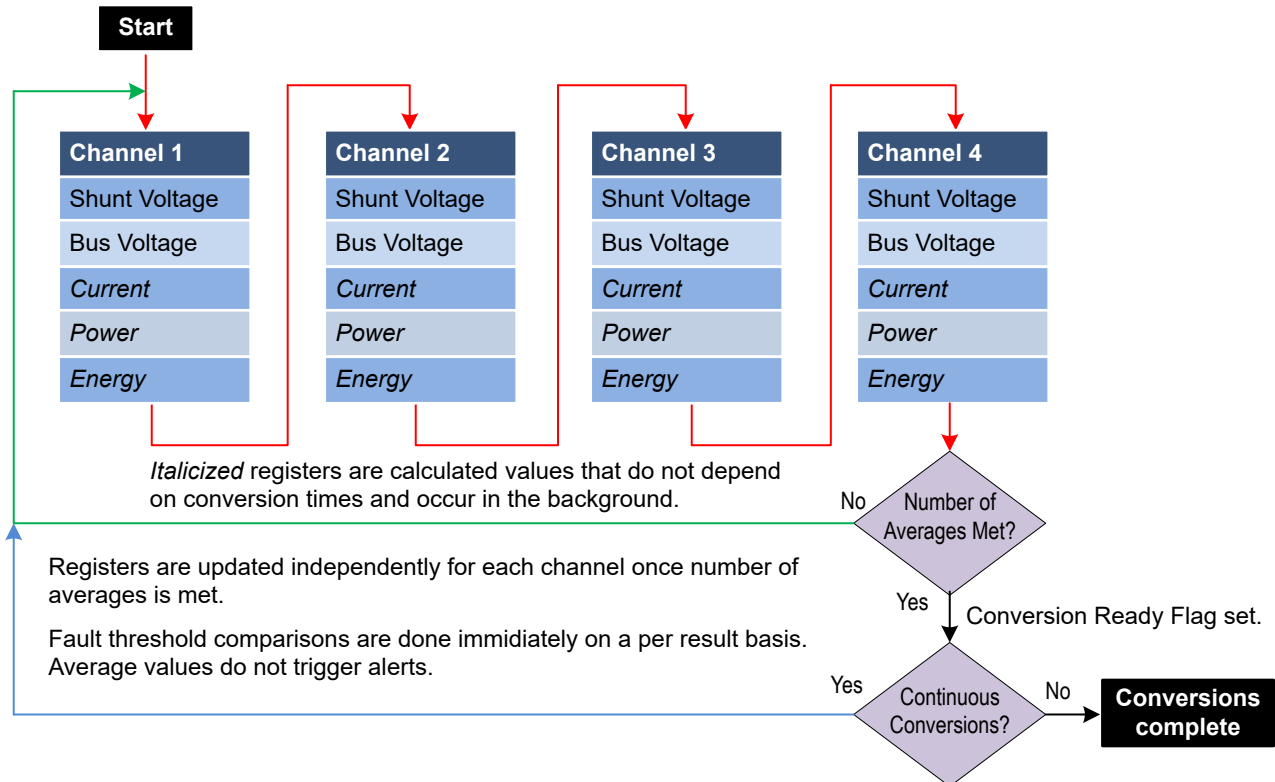 Start
Channel 1
Shunt Voltage
Bus Voltage
Current
Power
Energy
Channel 2
Shunt Voltage
Bus Voltage
Current
Power
Energy
Channel 3
Shunt Voltage
Bus Voltage
Current
Power
Energy
Channel 4
Shunt Voltage
Bus Voltage
Current
Power
Energy
Italicized registers are calculated values that do not depend
on conversion times and occur in the background.
No
Number of
Averages Met?
Registers are updated independently for each channel once number of
averages is met.
Yes
Conversion Ready Flag set.
Fault threshold comparisons are done immidiately on a per result basis.
Average values do not trigger alerts.
Yes
Continuous
Conversions?
No
Conversions
complete